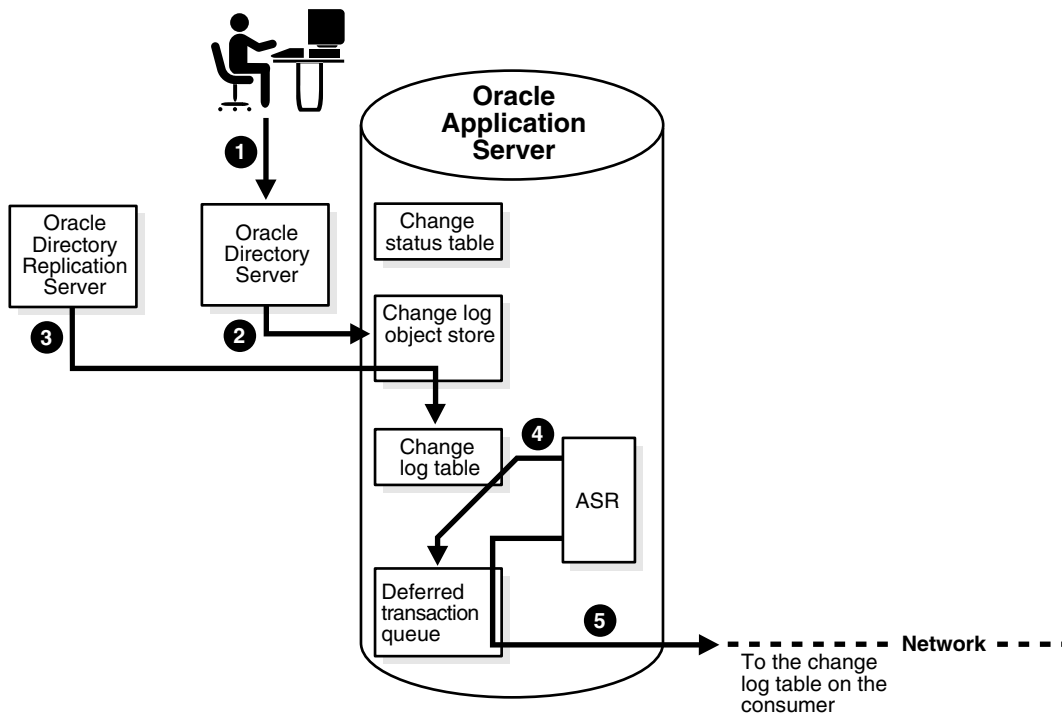 Oracle
Application
Server
1
Oracle
Directory
Replication
Server
Oracle
Directory
Server
Change
status table
3
2
Change log
object store
4
Change
log table
ASR
Deferred
transaction
queue
5
Network
To the change
log table on the
consumer